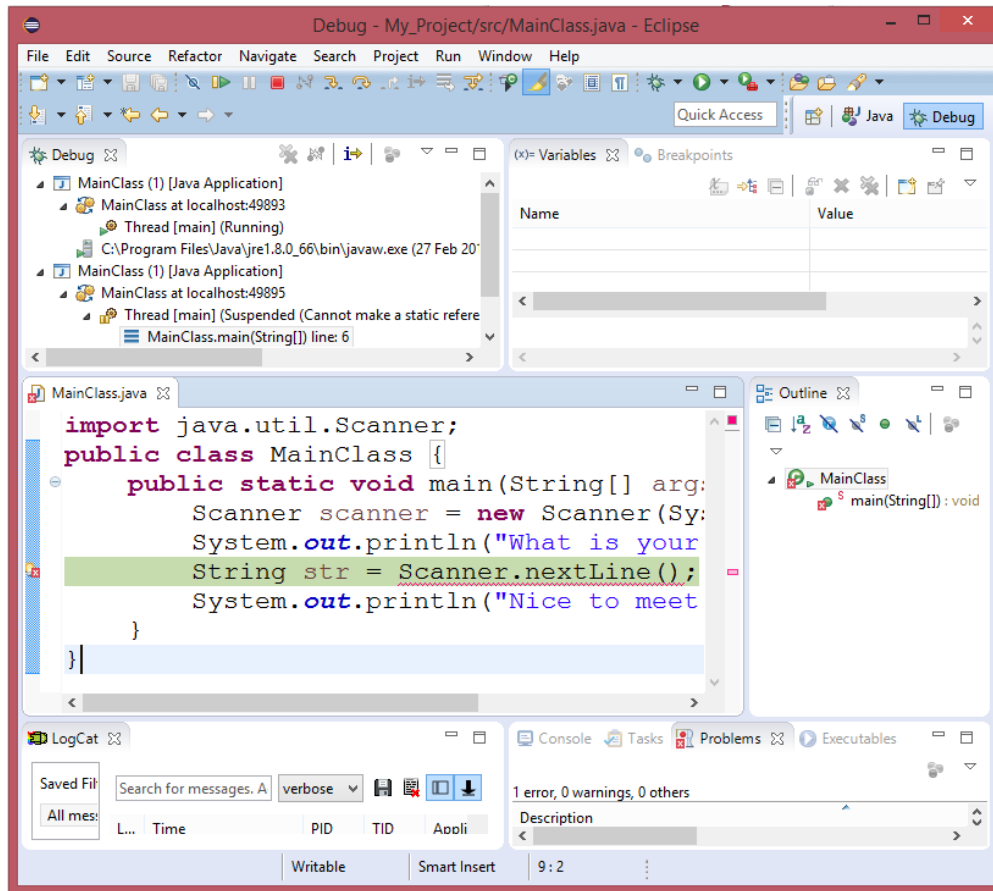 Debug - My_Project/src/MainClass.java - Eclipse
File Edit Source Refactor Navigate Search Project Run Window Help
Quick Access Java Debug
Debug
MainClass (1) [Java Application]
MainClass at localhost:49893
Thread [main] (Running)
C:\Program Files\Java\jre1.8.0_66\bin\javaw.exe (27 Feb 201
MainClass (1) [Java Application]
MainClass at localhost:49895
Thread [main] (Suspended (Cannot make a static refere
MainClass.main(String[]) line: 6
(x)= Variables Breakpoints
Name Value
MainClass.java
import java.util.Scanner;
public class MainClass {
public static void main(String[] args
Scanner scanner = new Scanner(Sys
System.out.println("What is your
String str = Scanner.nextLine();
System.out.println("Nice to meet
}
}
Outline
MainClass
main(String[]) : void
LogCat
Saved Filt
All mess
Search for messages. A verbose
L... Time PID TID Appli
Console Tasks Problems Executables
1 error, 0 warnings, 0 others
Description
Writable Smart Insert 9 : 2